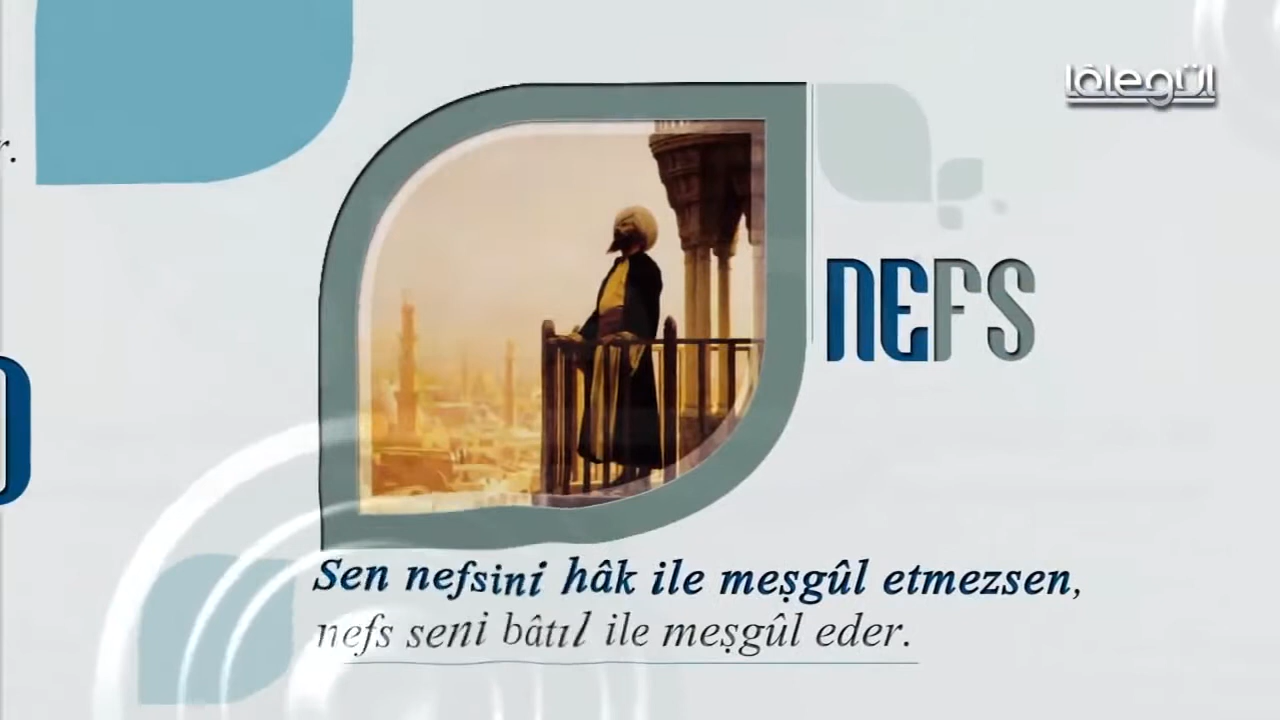 lâlegül
NEFS
Sen nefsini hâk ile meşgûl etmezsen,
nefs seni bâtıl ile meşgûl eder.